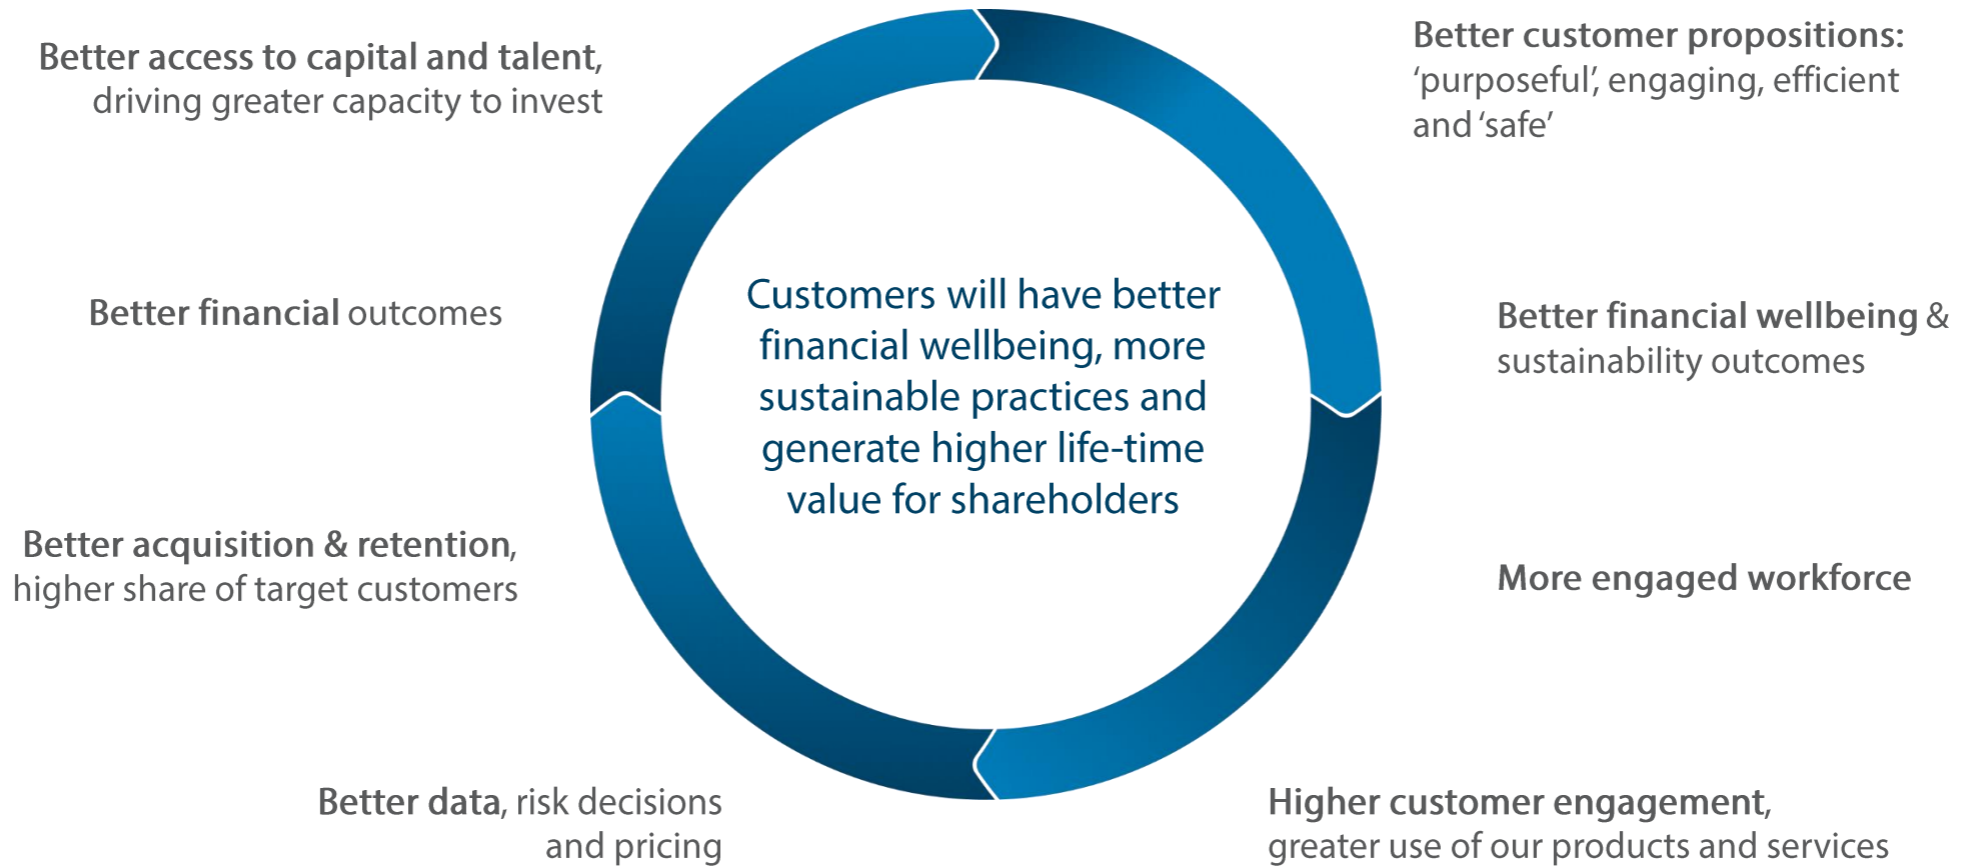 Better access to capital and talent,
driving greater capacity to invest
Better customer propositions:
‘purposeful’, engaging, efficient
and ‘safe’
Better financial outcomes
Customers will have better
financial wellbeing, more
sustainable practices and
generate higher life-time
value for shareholders
Better financial wellbeing &
sustainability outcomes
Better acquisition & retention,
higher share of target customers
More engaged workforce
Better data, risk decisions
and pricing
Higher customer engagement,
greater use of our products and services